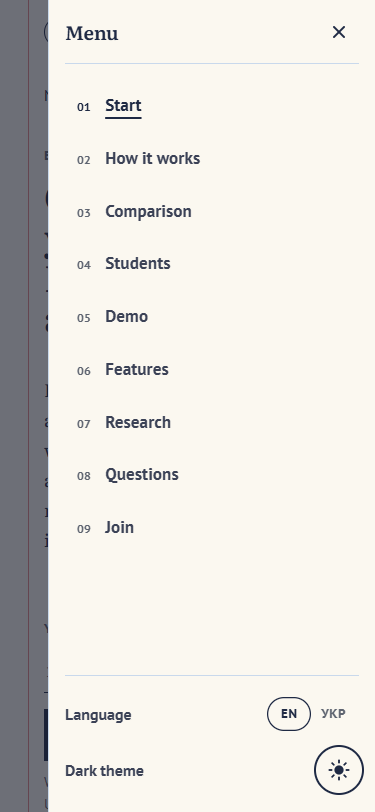 Menu
01 Start
02 How it works
03 Comparison
04 Students
05 Demo
06 Features
07 Research
08 Questions
09 Join
Language EN УКР
Dark theme